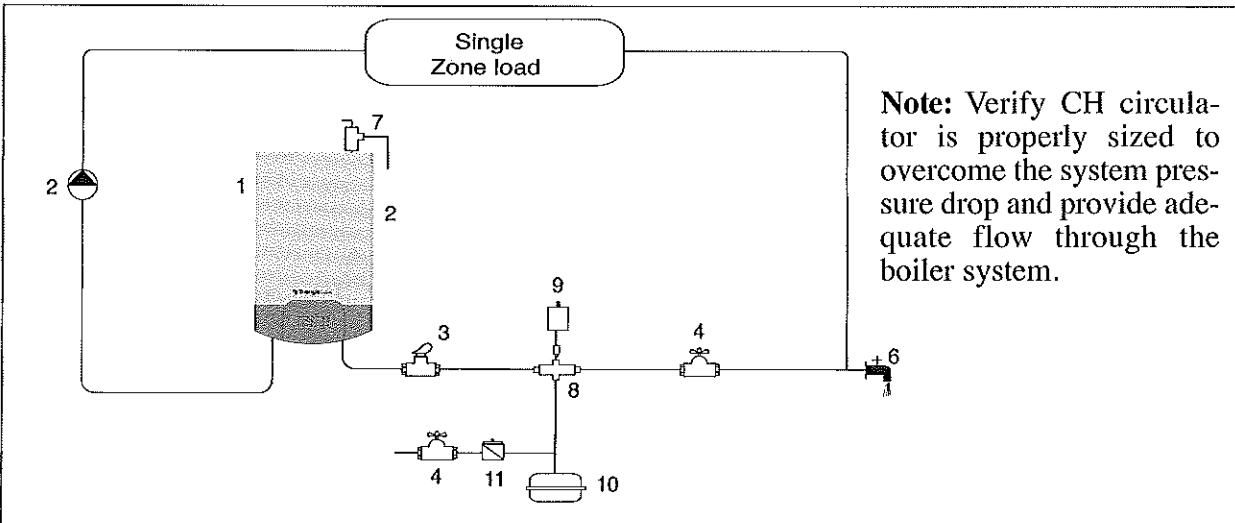 Single
Zone load
Note: Verify CH circula-
tor is properly sized to
overcome the system pres-
sure drop and provide ade-
quate flow through the
boiler system.
7
1
2
2
9
3
4
+ 6
8
4
11
10